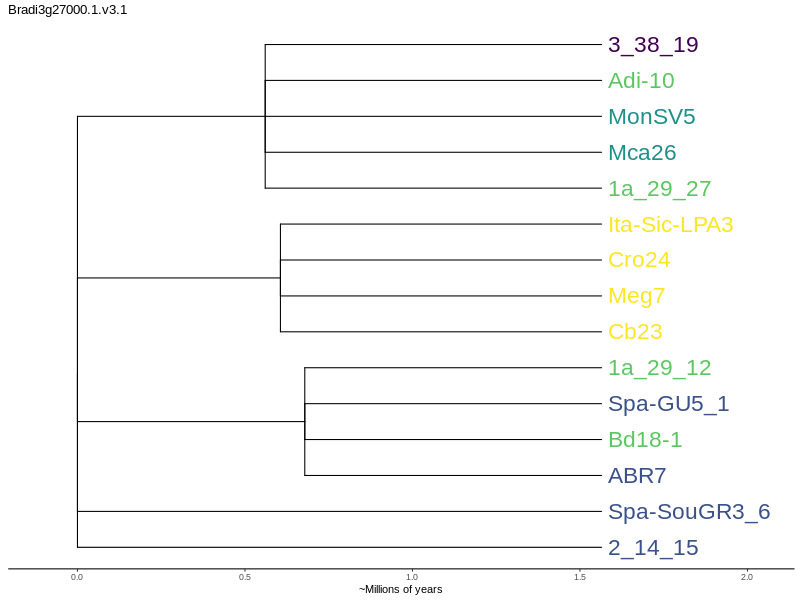 Bradi3g27000.1.v3.1
3_38_19
Adi-10
MonSV5
Mca26
1a_29_27
Ita-Sic-LPA3
Cro24
Meg7
Cb23
1a_29_12
Spa-GU5_1
Bd18-1
ABR7
Spa-SouGR3_6
2_14_15
0.0 0.5 1.0 1.5 2.0
~Millions of years